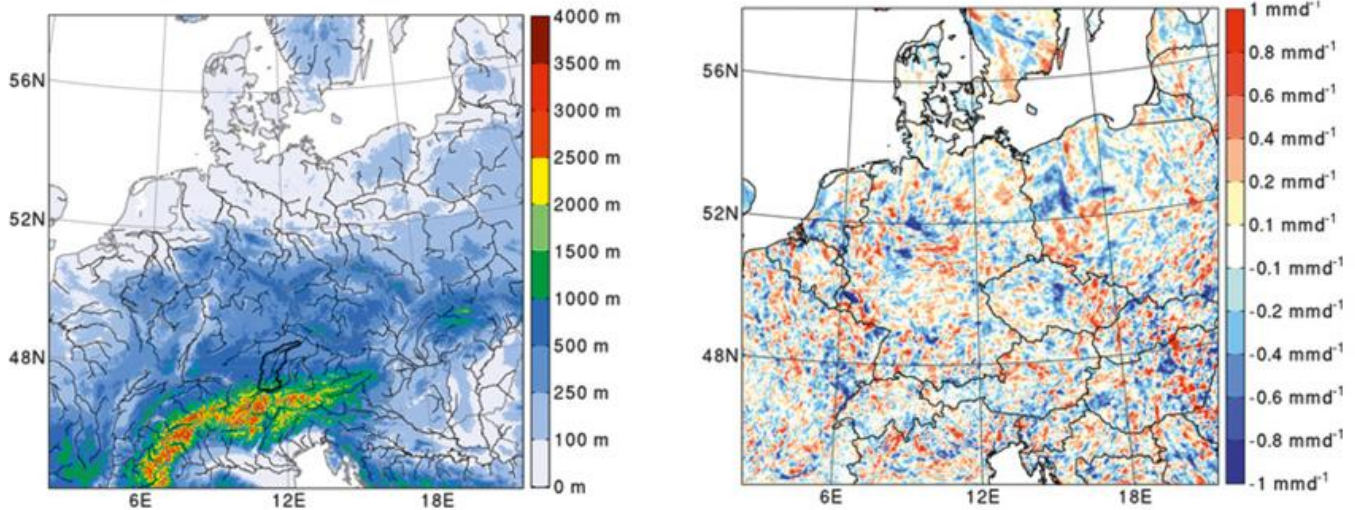 4000 m
3500 m
3000 m
2500 m
2000 m
1500 m
1000 m
500 m
250 m
100 m
0 m
56N
52N
48N
6E
12E
18E
1 mmd-1
0.8 mmd-1
0.6 mmd-1
0.4 mmd-1
0.2 mmd-1
0.1 mmd-1
-0.1 mmd-1
-0.2 mmd-1
-0.4 mmd-1
-0.6 mmd-1
-0.8 mmd-1
-1 mmd-1
56N
52N
48N
6E
12E
18E